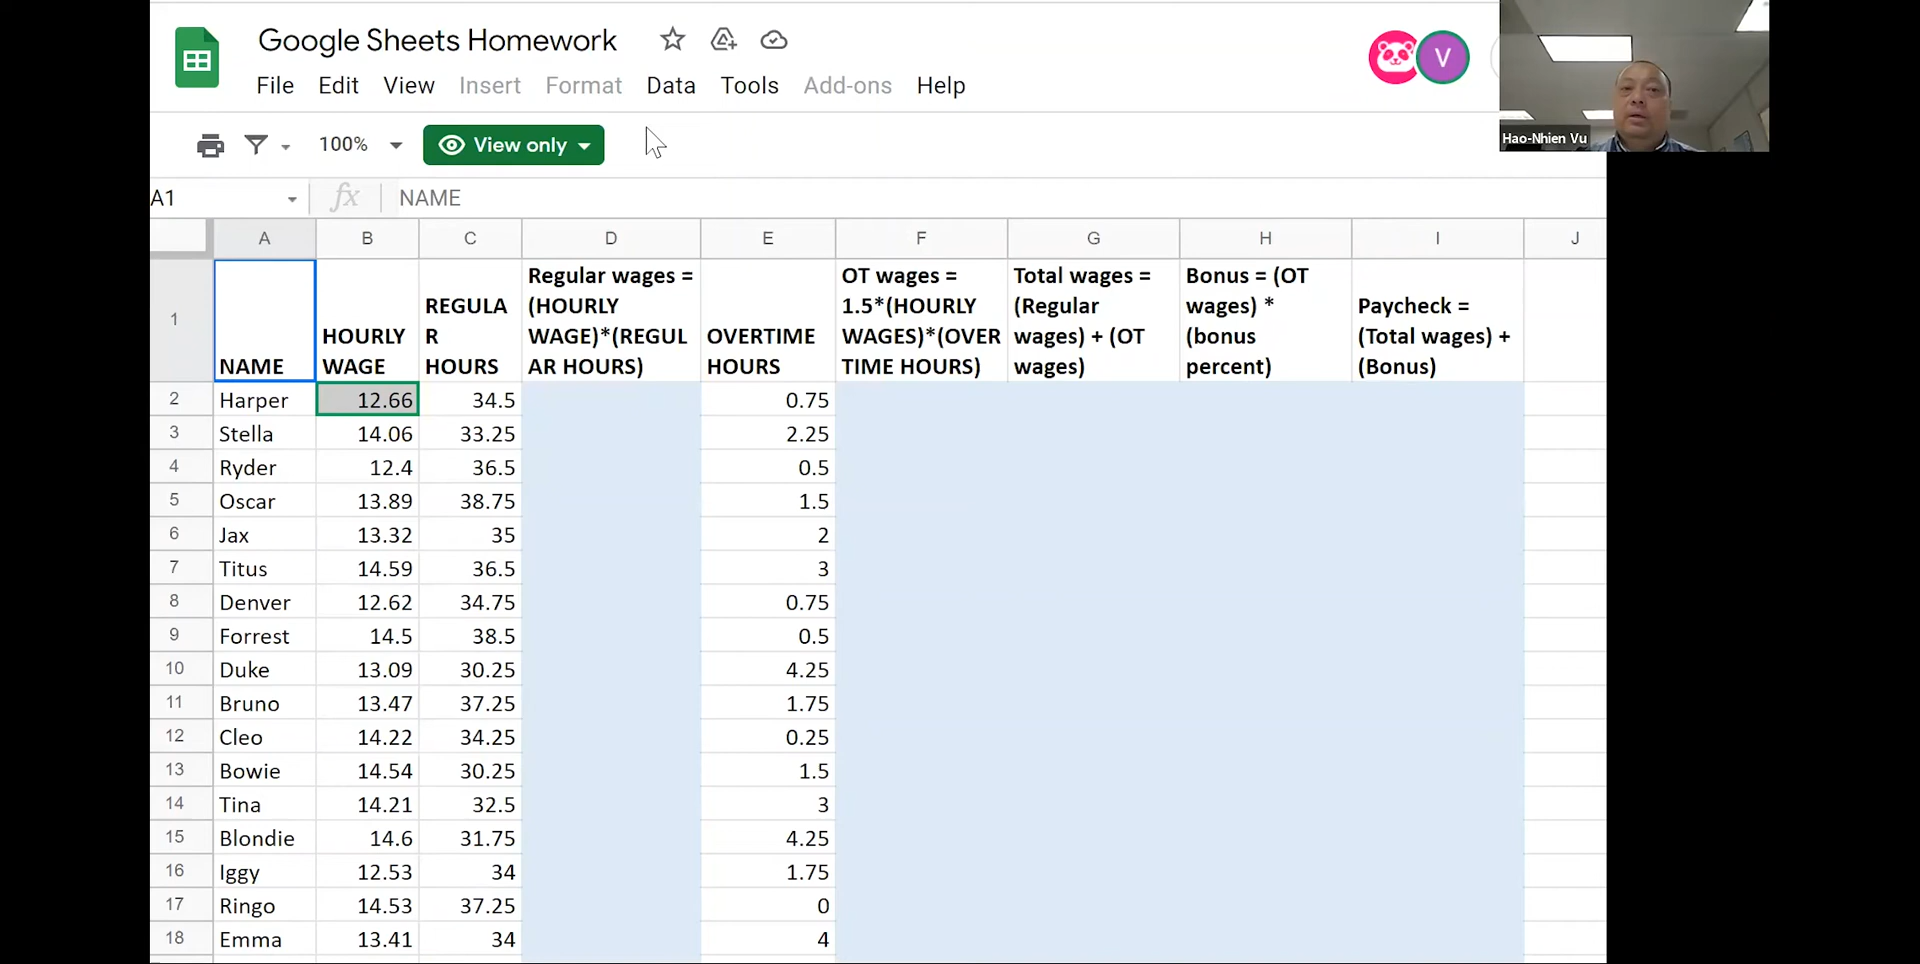 Google Sheets Homework
File Edit View Insert Format Data Tools Add-ons Help
V
Hao-Nhien Vu
100% View only
A1 fx NAME
A B C D E F G H I J
1
NAME
HOURLY
WAGE
REGULA
R
HOURS
Regular wages =
(HOURLY
WAGE)*(REGUL
AR HOURS)
OVERTIME
HOURS
OT wages =
1.5*(HOURLY
WAGES)*(OVER
TIME HOURS)
Total wages =
(Regular
wages) + (OT
wages)
Bonus = (OT
wages) *
(bonus
percent)
Paycheck =
(Total wages) +
(Bonus)
2 Harper 12.66 34.5 0.75
3 Stella 14.06 33.25 2.25
4 Ryder 12.4 36.5 0.5
5 Oscar 13.89 38.75 1.5
6 Jax 13.32 35 2
7 Titus 14.59 36.5 3
8 Denver 12.62 34.75 0.75
9 Forrest 14.5 38.5 0.5
10 Duke 13.09 30.25 4.25
11 Bruno 13.47 37.25 1.75
12 Cleo 14.22 34.25 0.25
13 Bowie 14.54 30.25 1.5
14 Tina 14.21 32.5 3
15 Blondie 14.6 31.75 4.25
16 Iggy 12.53 34 1.75
17 Ringo 14.53 37.25 0
18 Emma 13.41 34 4